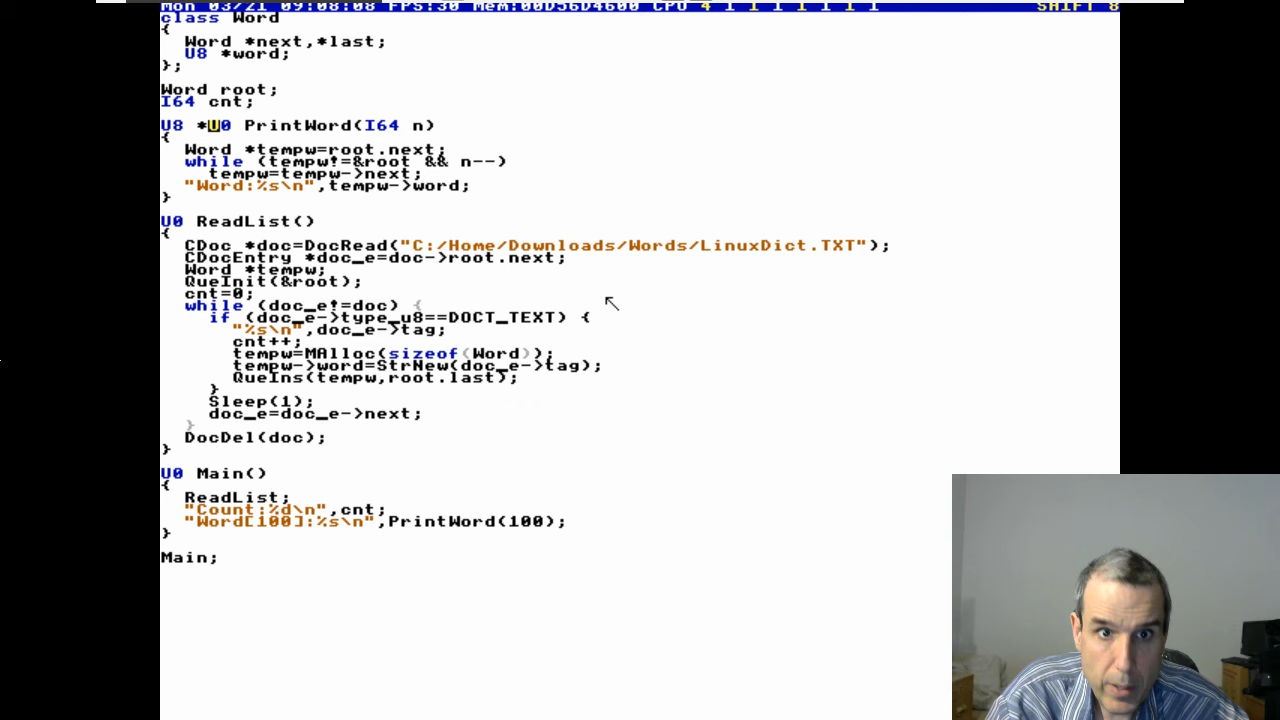 Mon 03/21 09:08:08 FPS:30 Mem:00D56D4600 CPU 4 1 1 1 1 1 1 1 SHIFT 8
class Word
{
Word *next,*last;
U8 *word;
};
Word root;
I64 cnt;
U8 *U0 PrintWord(I64 n)
{
Word *tempw=root.next;
while (tempw!=&root && n--)
tempw=tempw->next;
"Word:%s\n",tempw->word;
}
U0 ReadList()
{
CDoc *doc=DocRead("C:/Home/Downloads/Words/LinuxDict.TXT");
CDocEntry *doc_e=doc->root.next;
Word *tempw;
QueInit(&root);
cnt=0;
while (doc_e!=doc) {
if (doc_e->type_u8==DOCT_TEXT) {
"%s\n",doc_e->tag;
cnt++;
tempw=MAlloc(sizeof(Word));
tempw->word=StrNew(doc_e->tag);
QueIns(tempw,root.last);
}
Sleep(1);
doc_e=doc_e->next;
}
DocDel(doc);
}
U0 Main()
{
ReadList;
"Count:%d\n",cnt;
"Word[100]:%s\n",PrintWord(100);
}
Main;